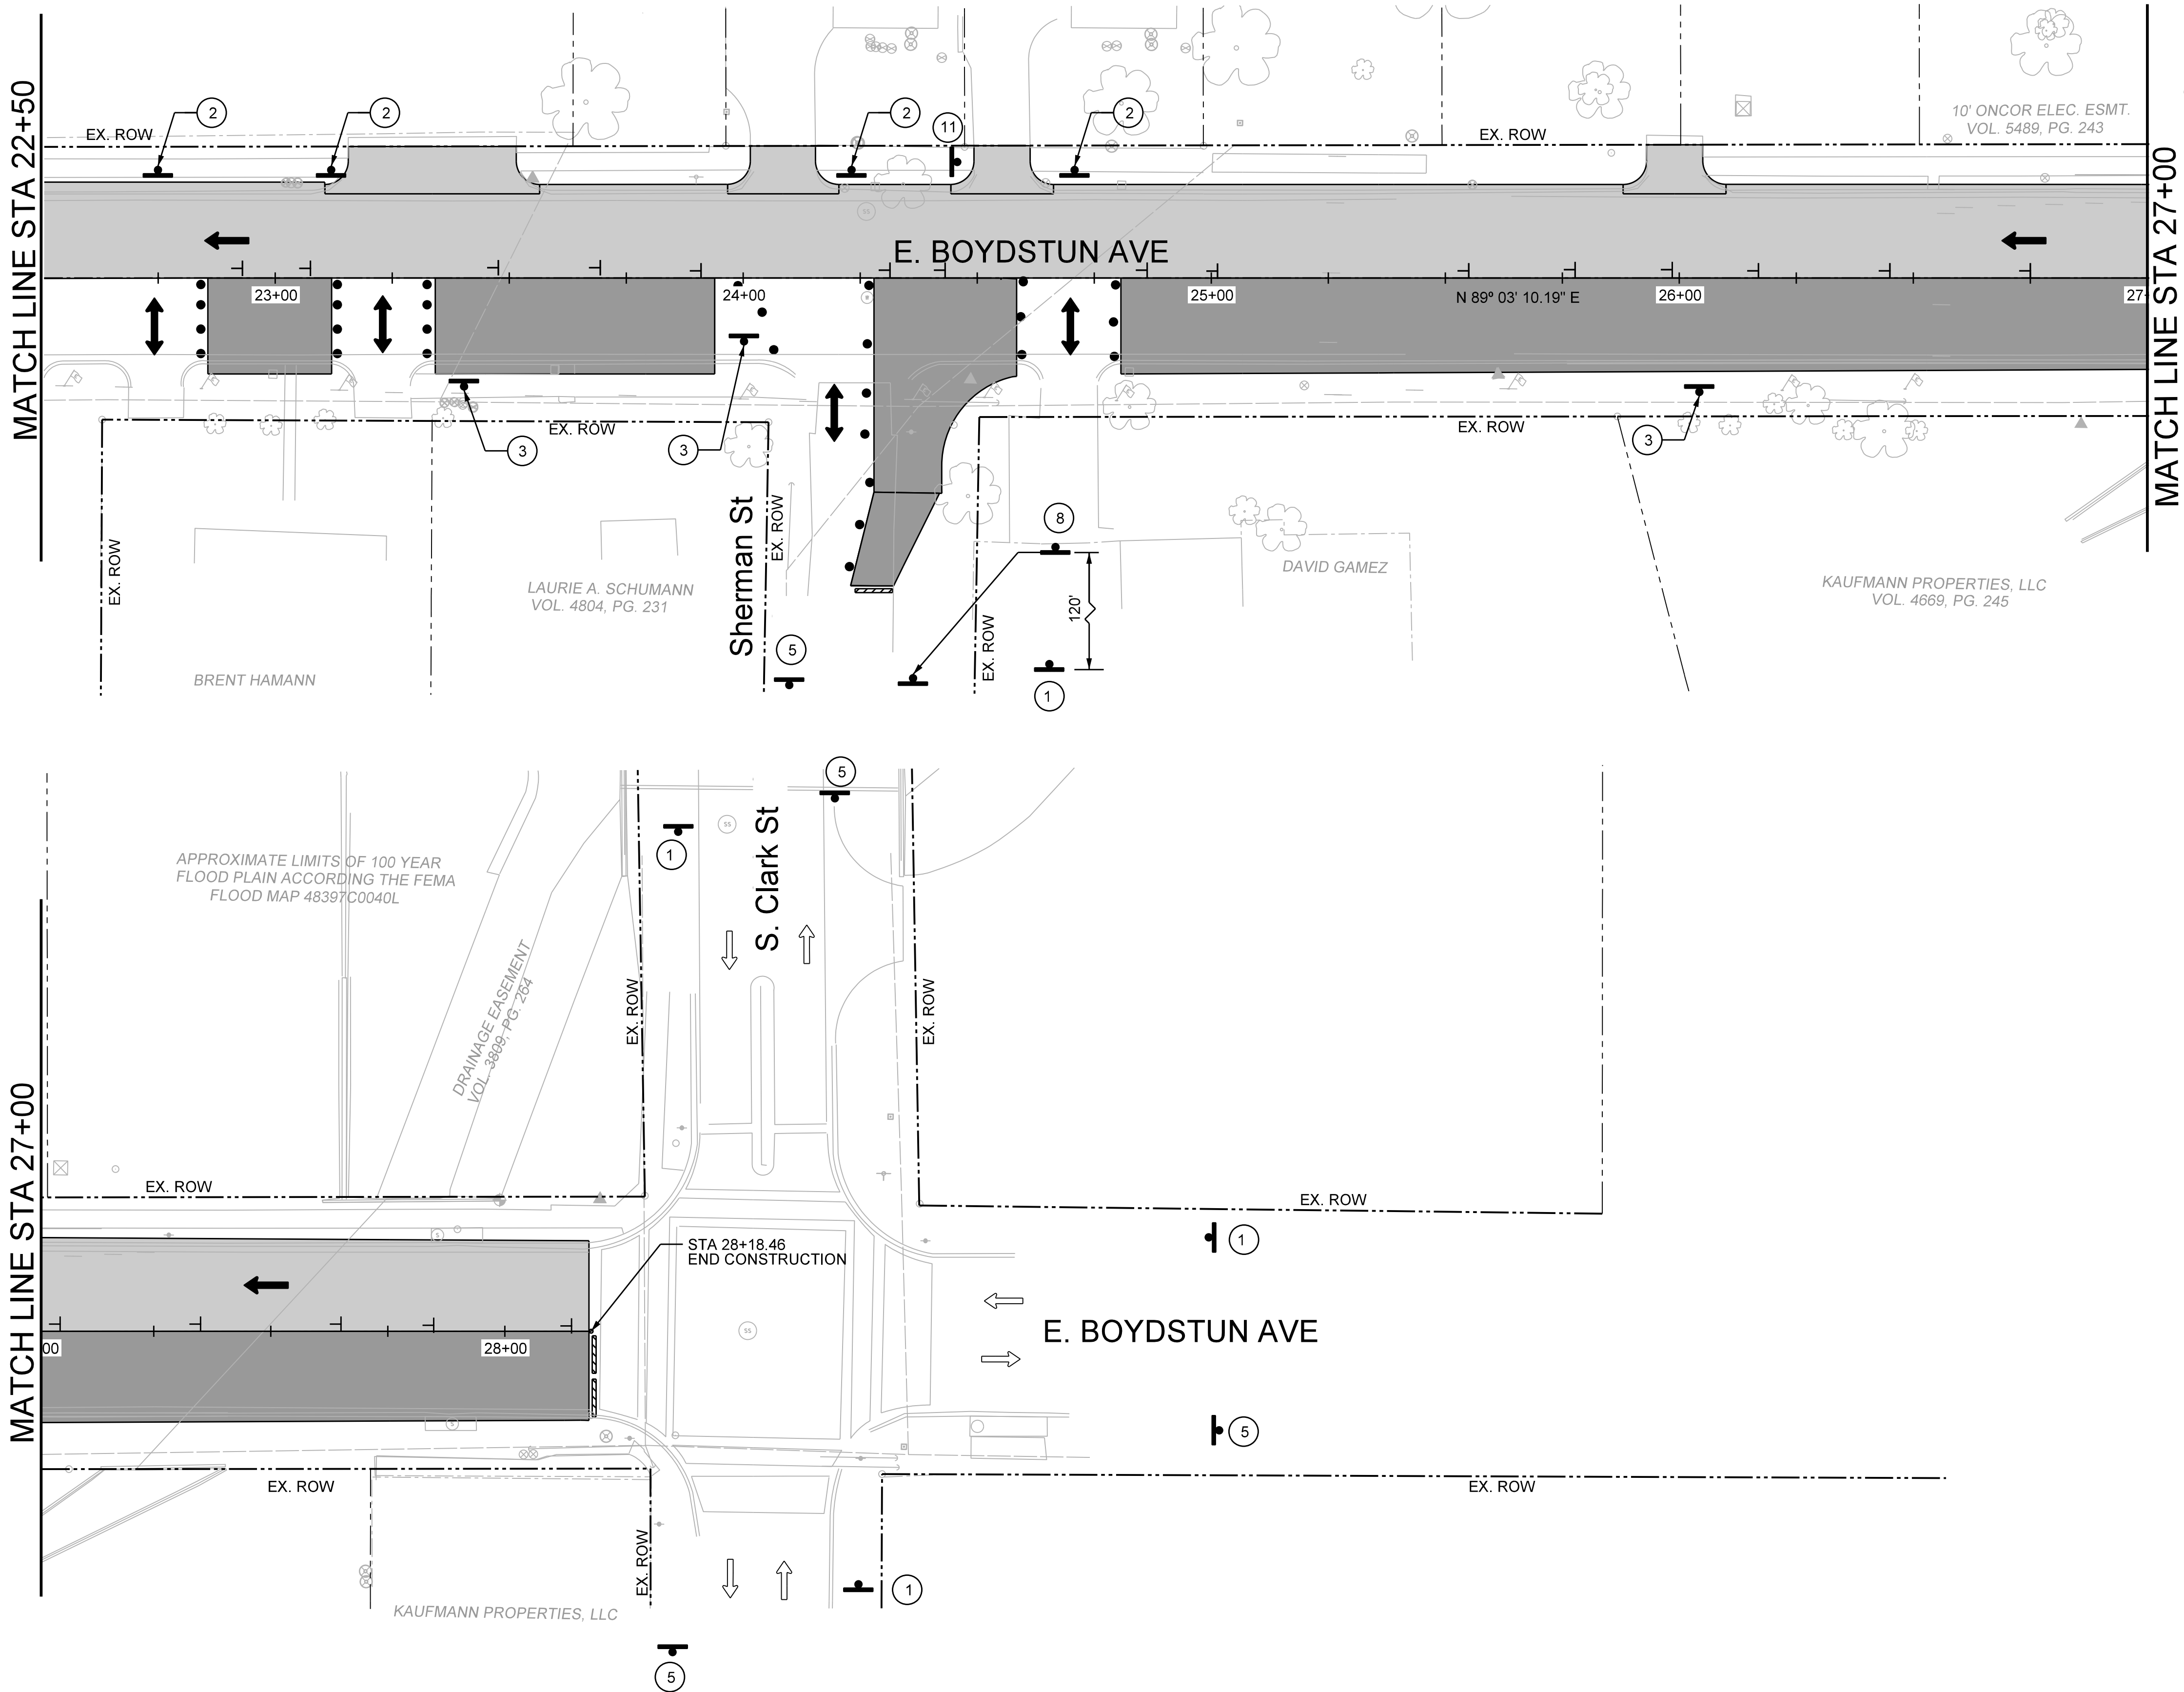 MATCH LINE STA 22+50
EX. ROW
2
2
2
11
2
EX. ROW
10' ONCOR ELEC. ESMT.
VOL. 5489, PG. 243
MATCH LINE STA 27+00
SS
E. BOYDSTUN AVE
23+00
24+00
25+00
N 89º 03' 10.19" E
26+00
27+
EX. ROW
EX. ROW
3
3
3
EX. ROW
Sherman St
EX. ROW
8
DAVID GAMEZ
LAURIE A. SCHUMANN
VOL. 4804, PG. 231
KAUFMANN PROPERTIES, LLC
VOL. 4669, PG. 245
120'
5
EX. ROW
BRENT HAMANN
1
5
SS
1
S. Clark St
APPROXIMATE LIMITS OF 100 YEAR
FLOOD PLAIN ACCORDING THE FEMA
FLOOD MAP 48397C0040L
DRAINAGE EASEMENT
VOL. 3809, PG. 264
EX. ROW
EX. ROW
MATCH LINE STA 27+00
EX. ROW
EX. ROW
S
STA 28+18.46
END CONSTRUCTION
1
SS
E. BOYDSTUN AVE
00
28+00
S
5
EX. ROW
EX. ROW
EX. ROW
1
KAUFMANN PROPERTIES, LLC
5